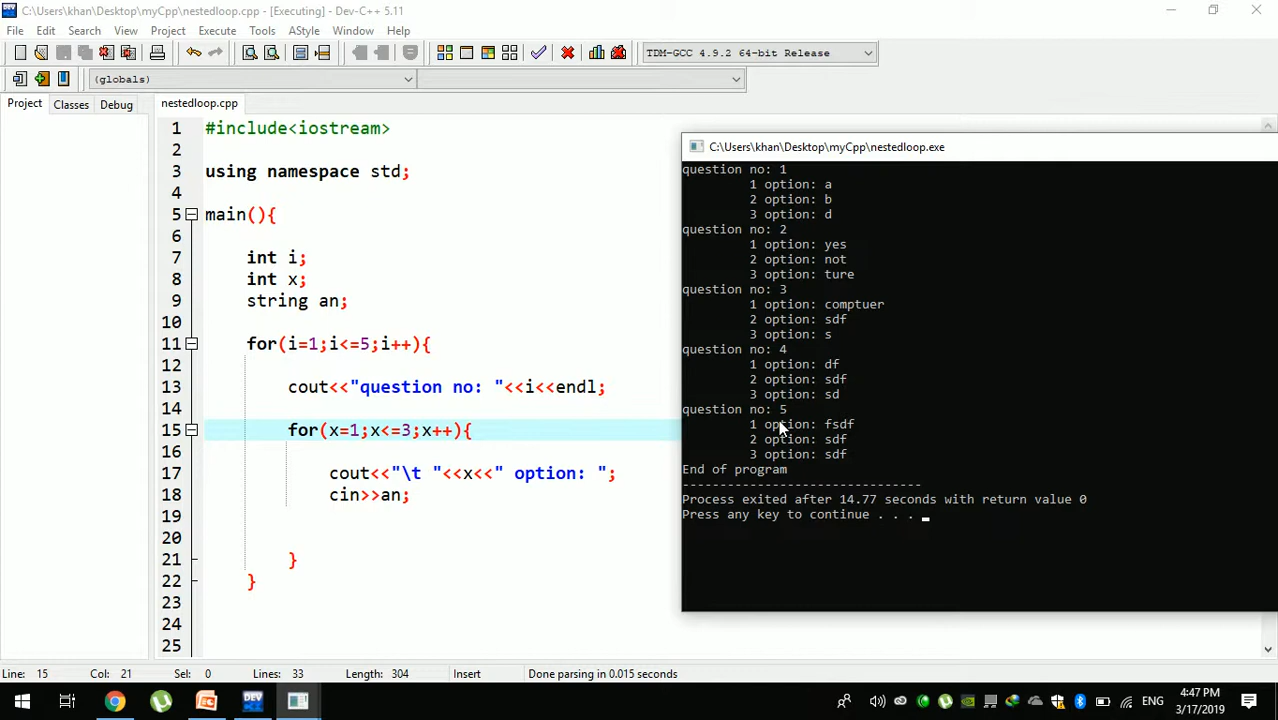 C:\Users\khan\Desktop\myCpp\nestedloop.cpp - [Executing] - Dev-C++ 5.11
File Edit Search View Project Execute Tools AStyle Window Help
TDM-GCC 4.9.2 64-bit Release
(globals)
Project Classes Debug
nestedloop.cpp
1 #include<iostream>
2
3 using namespace std;
4
5 main(){
6
7 int i;
8 int x;
9 string an;
10
11 for(i=1;i<=5;i++){
12
13 cout<<"question no: "<<i<<endl;
14
15 for(x=1;x<=3;x++){
16
17 cout<<"\t "<<x<<" option: ";
18 cin>>an;
19
20
21 }
22 }
23
24
25
C:\Users\khan\Desktop\myCpp\nestedloop.exe
question no: 1
1 option: a
2 option: b
3 option: d
question no: 2
1 option: yes
2 option: not
3 option: ture
question no: 3
1 option: comptuer
2 option: sdf
3 option: s
question no: 4
1 option: df
2 option: sdf
3 option: sd
question no: 5
1 option: fsdf
2 option: sdf
3 option: sdf
End of program
--------------------------------
Process exited after 14.77 seconds with return value 0
Press any key to continue . . .
Line: 15 Col: 21 Sel: 0 Lines: 33 Length: 304 Insert Done parsing in 0.015 seconds
DEV
ENG
4:47 PM
3/17/2019